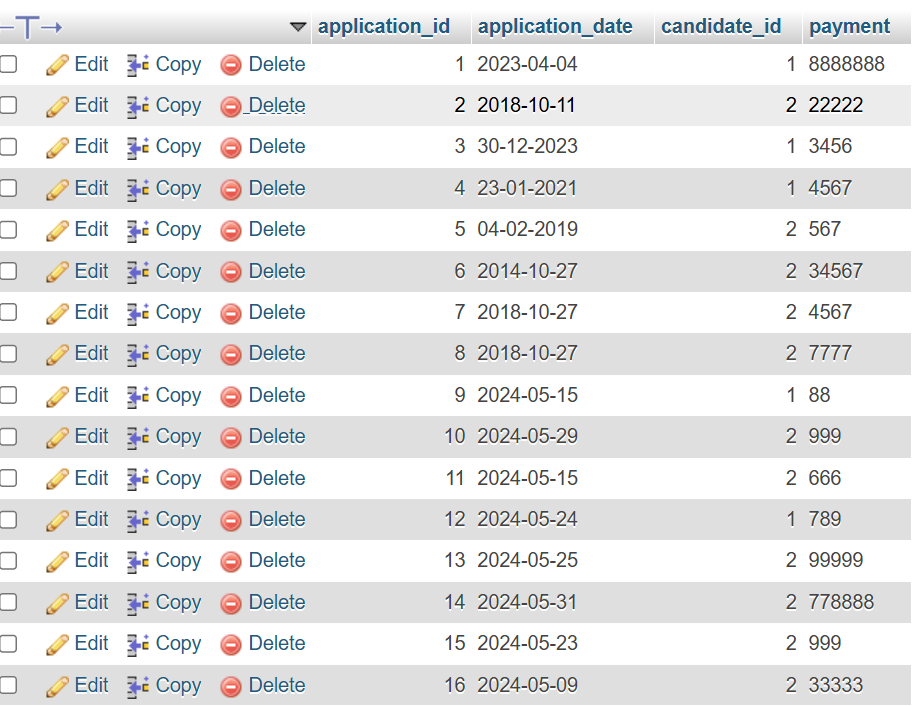 application_id application_date candidate_id payment
Edit Copy Delete 1 2023-04-04 1 8888888
Edit Copy Delete 2 2018-10-11 2 22222
Edit Copy Delete 3 30-12-2023 1 3456
Edit Copy Delete 4 23-01-2021 1 4567
Edit Copy Delete 5 04-02-2019 2 567
Edit Copy Delete 6 2014-10-27 2 34567
Edit Copy Delete 7 2018-10-27 2 4567
Edit Copy Delete 8 2018-10-27 2 7777
Edit Copy Delete 9 2024-05-15 1 88
Edit Copy Delete 10 2024-05-29 2 999
Edit Copy Delete 11 2024-05-15 2 666
Edit Copy Delete 12 2024-05-24 1 789
Edit Copy Delete 13 2024-05-25 2 99999
Edit Copy Delete 14 2024-05-31 2 778888
Edit Copy Delete 15 2024-05-23 2 999
Edit Copy Delete 16 2024-05-09 2 33333